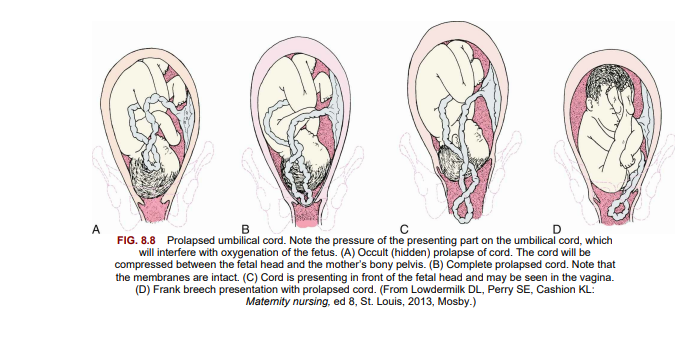 A
B
C
D
FIG. 8.8 Prolapsed umbilical cord. Note the pressure of the presenting part on the umbilical cord, which
will interfere with oxygenation of the fetus. (A) Occult (hidden) prolapse of cord. The cord will be
compressed between the fetal head and the mother's bony pelvis. (B) Complete prolapsed cord. Note that
the membranes are intact. (C) Cord is presenting in front of the fetal head and may be seen in the vagina.
(D) Frank breech presentation with prolapsed cord. (From Lowdermilk DL, Perry SE, Cashion KL:
Maternity nursing, ed 8, St. Louis, 2013, Mosby.)